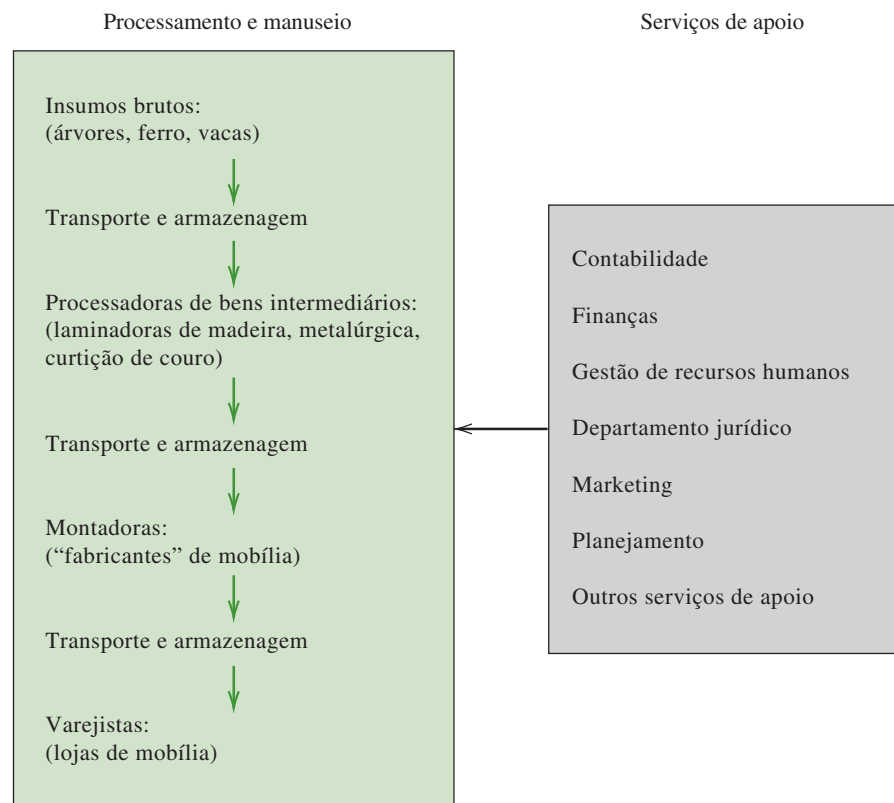 Processamento e manuseio
Insumos brutos:
(árvores, ferro, vacas)
Transporte e armazenagem
Processadoras de bens intermediários:
(laminadoras de madeira, metalúrgica,
curtição de couro)
Transporte e armazenagem
Montadoras:
(“fabricantes” de mobília)
Transporte e armazenagem
Varejistas:
(lojas de mobília)
Serviços de apoio
Contabilidade
Finanças
Gestão de recursos humanos
Departamento jurídico
Marketing
Planejamento
Outros serviços de apoio